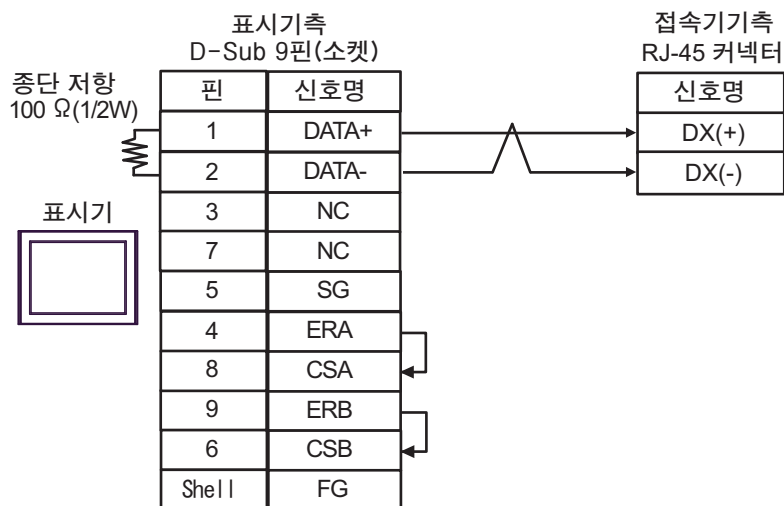 표시기측
D-Sub 9핀(소켓)
접속기기측
RJ-45 커넥터
종단 저항
100 Ω(1/2W)
표시기
핀 신호명
1 DATA+
2 DATA-
3 NC
7 NC
5 SG
4 ERA
8 CSA
9 ERB
6 CSB
Shell FG
신호명
DX(+)
DX(-)